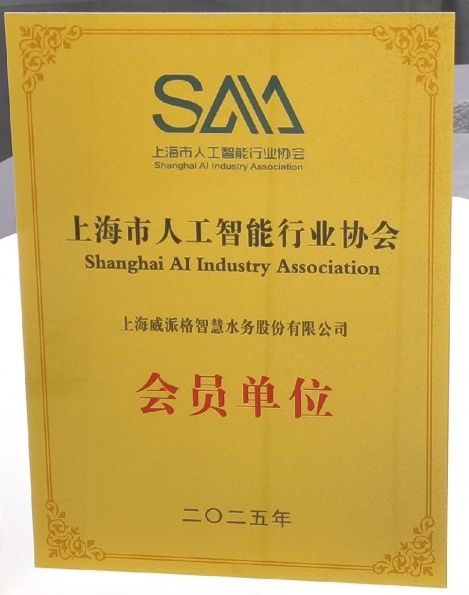 SAIA
上海市人工智能行业协会
Shanghai AI Industry Association
上海市人工智能行业协会
Shanghai AI Industry Association
上海威派格智慧水务股份有限公司
会员单位
二〇二五年